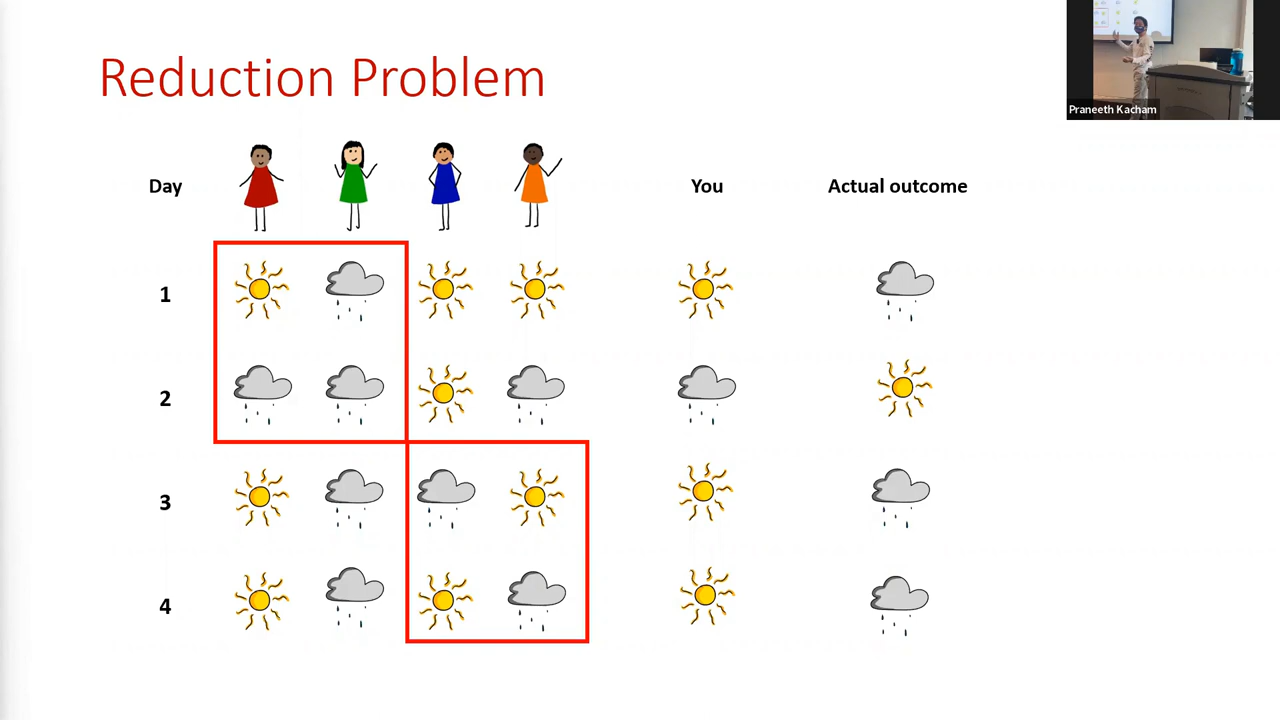 Reduction Problem
Praneeth Kacham
Day
You
Actual outcome
1
2
3
4